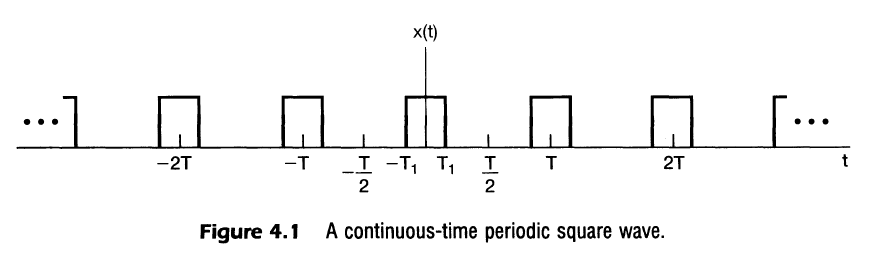 x(t)
••• •••
−2T −T −T/2 −T₁ T₁ T/2 T 2T t
Figure 4.1 A continuous-time periodic square wave.